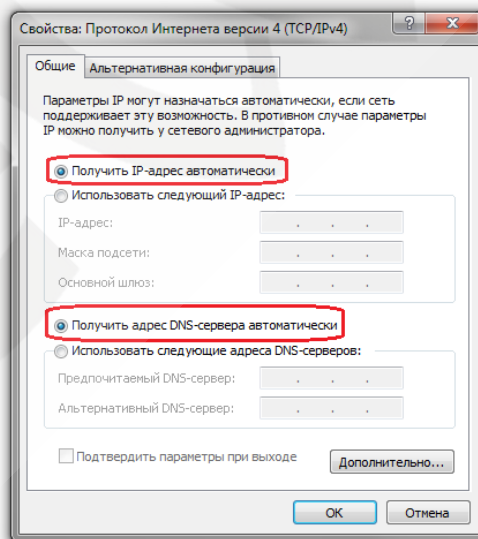 Свойства: Протокол Интернета версии 4 (TCP/IPv4)
Общие
Альтернативная конфигурация
Параметры IP могут назначаться автоматически, если сеть
поддерживает эту возможность. В противном случае параметры
IP можно получить у сетевого администратора.
Получить IP-адрес автоматически
Использовать следующий IP-адрес:
IP-адрес:
Маска подсети:
Основной шлюз:
Получить адрес DNS-сервера автоматически
Использовать следующие адреса DNS-серверов:
Предпочитаемый DNS-сервер:
Альтернативный DNS-сервер:
Подтвердить параметры при выходе
Дополнительно...
ОК
Отмена